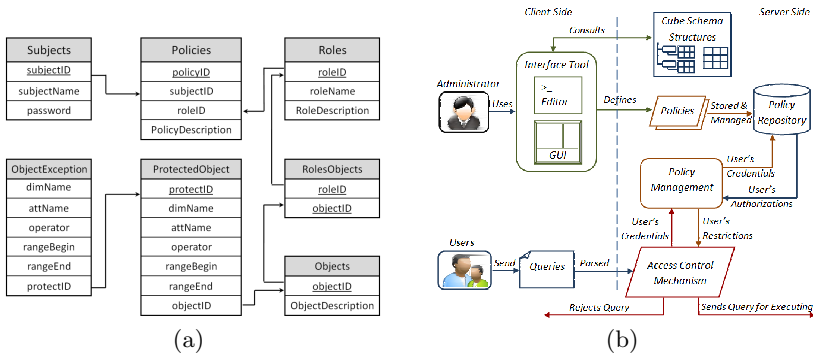 Subjects
subjectID
subjectName
password
Policies
policyID
subjectID
roleID
PolicyDescription
Roles
roleID
roleName
RoleDescription
ObjectException
dimName
attName
operator
rangeBegin
rangeEnd
protectID
ProtectedObject
protectID
dimName
attName
operator
rangeBegin
rangeEnd
objectID
RolesObjects
roleID
objectID
Objects
objectID
ObjectDescription
(a)
Client Side
Server Side
Consults
Cube Schema
Structures
Interface Tool
>_
Editor
GUI
Administrator
Uses
Defines
Policies
Stored &
Managed
Policy
Repository
User's
Credentials
Policy
Management
User's
Authorizations
User's
Credentials
User's
Restrictions
Users
Send
Queries
Parsed
Access Control
Mechanism
Rejects Query
Sends Query for Executing
(b)